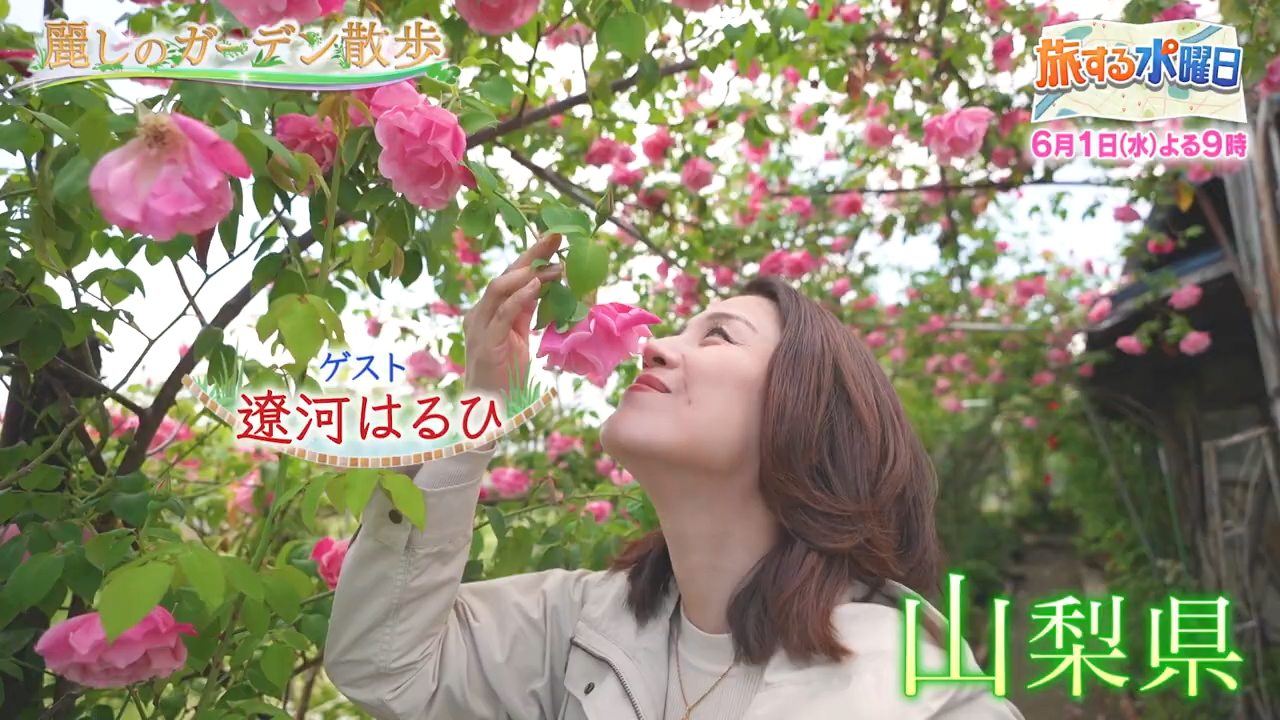 麗しのガーデン散歩
旅する水曜日
6月1日(水)よる9時
ゲスト
遼河はるひ
山梨県